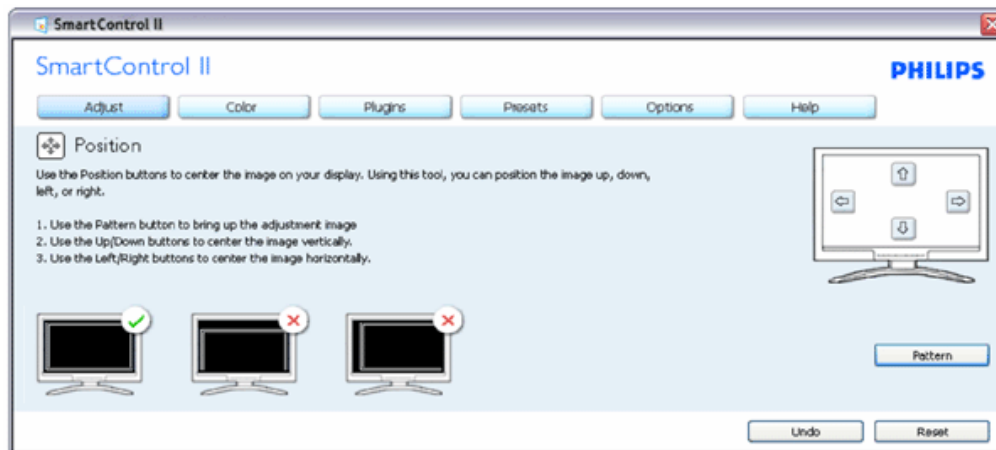 SmartControl II
SmartControl II
PHILIPS
Adjust Color Plugins Presets Options Help
Position
Use the Position buttons to center the image on your display. Using this tool, you can position the image up, down,
left, or right.
1. Use the Pattern button to bring up the adjustment image
2. Use the Up/Down buttons to center the image vertically.
3. Use the Left/Right buttons to center the image horizontally.
Pattern
Undo Reset